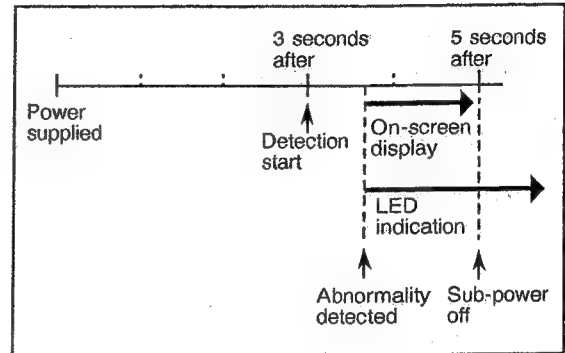 3 seconds
after
5 seconds
after
Power
supplied
Detection
start
On-screen
display
LED
indication
Abnormality
detected
Sub-power
off